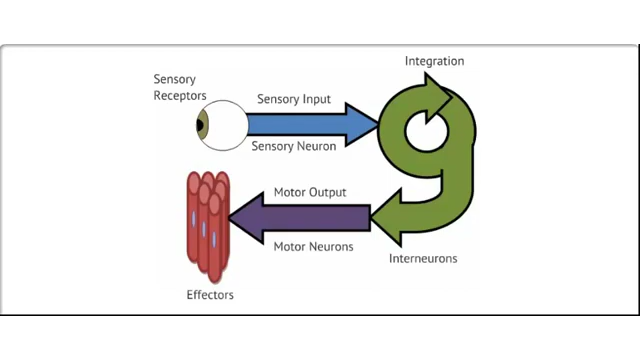 Integration
Sensory
Receptors
Sensory Input
Sensory Neuron
Motor Output
Motor Neurons
Interneurons
Effectors